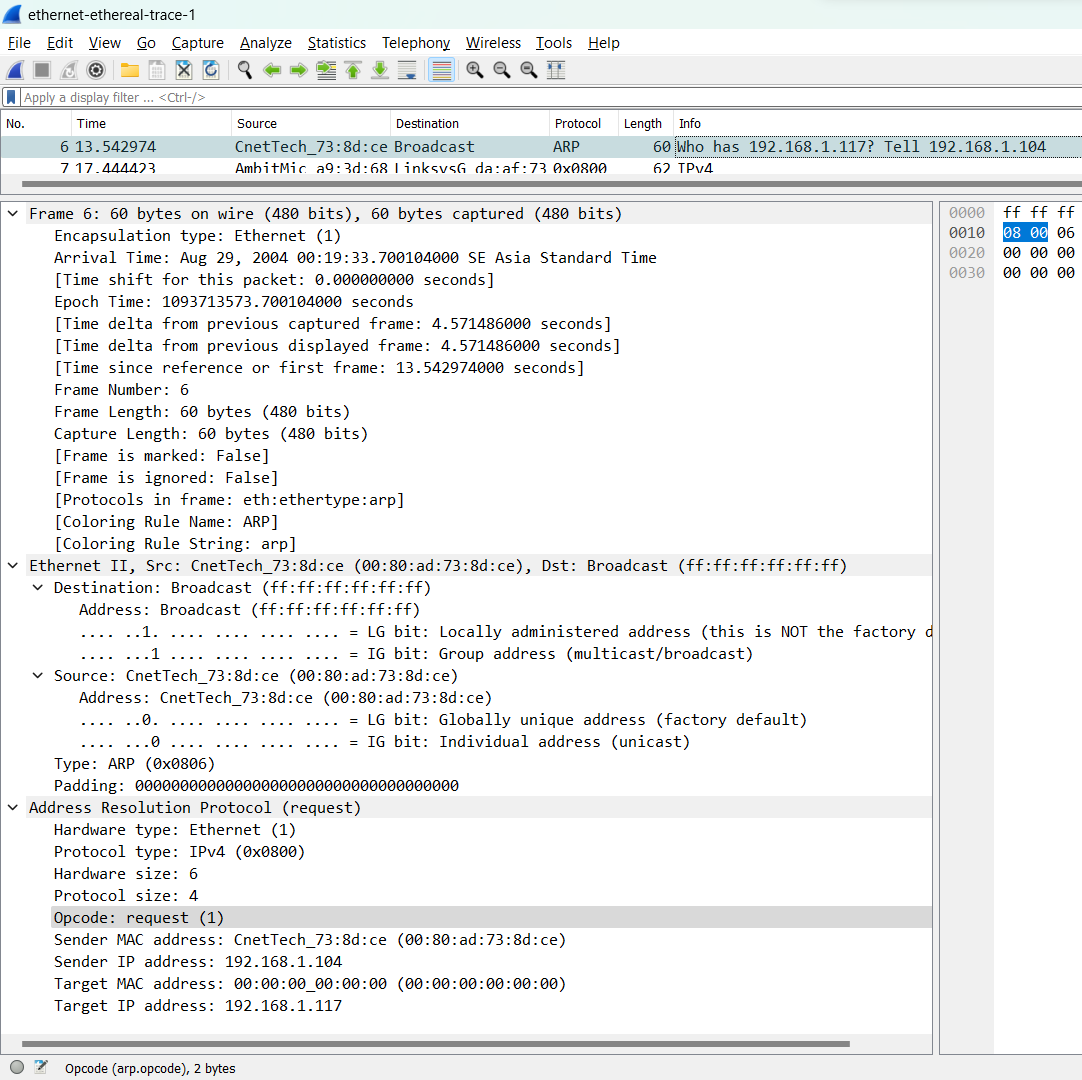 ethernet-ethereal-trace-1
File Edit View Go Capture Analyze Statistics Telephony Wireless Tools Help
Apply a display filter ... <Ctrl-/>
No. Time Source Destination Protocol Length Info
6 13.542974 CnetTech_73:8d:ce Broadcast ARP 60 Who has 192.168.1.117? Tell 192.168.1.104
7 17.444423 AmbitMic_a9:3d:68 LinksysG_da:af:73 0x0800 62 IPv4
Frame 6: 60 bytes on wire (480 bits), 60 bytes captured (480 bits)
Encapsulation type: Ethernet (1)
Arrival Time: Aug 29, 2004 00:19:33.700104000 SE Asia Standard Time
[Time shift for this packet: 0.000000000 seconds]
Epoch Time: 1093713573.700104000 seconds
[Time delta from previous captured frame: 4.571486000 seconds]
[Time delta from previous displayed frame: 4.571486000 seconds]
[Time since reference or first frame: 13.542974000 seconds]
Frame Number: 6
Frame Length: 60 bytes (480 bits)
Capture Length: 60 bytes (480 bits)
[Frame is marked: False]
[Frame is ignored: False]
[Protocols in frame: eth:ethertype:arp]
[Coloring Rule Name: ARP]
[Coloring Rule String: arp]
Ethernet II, Src: CnetTech_73:8d:ce (00:80:ad:73:8d:ce), Dst: Broadcast (ff:ff:ff:ff:ff:ff)
Destination: Broadcast (ff:ff:ff:ff:ff:ff)
Address: Broadcast (ff:ff:ff:ff:ff:ff)
.... ..1. .... .... .... .... = LG bit: Locally administered address (this is NOT the factory d
.... ...1 .... .... .... .... = IG bit: Group address (multicast/broadcast)
Source: CnetTech_73:8d:ce (00:80:ad:73:8d:ce)
Address: CnetTech_73:8d:ce (00:80:ad:73:8d:ce)
.... ..0. .... .... .... .... = LG bit: Globally unique address (factory default)
.... ...0 .... .... .... .... = IG bit: Individual address (unicast)
Type: ARP (0x0806)
Padding: 000000000000000000000000000000000000
Address Resolution Protocol (request)
Hardware type: Ethernet (1)
Protocol type: IPv4 (0x0800)
Hardware size: 6
Protocol size: 4
Opcode: request (1)
Sender MAC address: CnetTech_73:8d:ce (00:80:ad:73:8d:ce)
Sender IP address: 192.168.1.104
Target MAC address: 00:00:00_00:00:00 (00:00:00:00:00:00)
Target IP address: 192.168.1.117
0000 ff ff ff
0010 08 00 06
0020 00 00 00
0030 00 00 00
Opcode (arp.opcode), 2 bytes